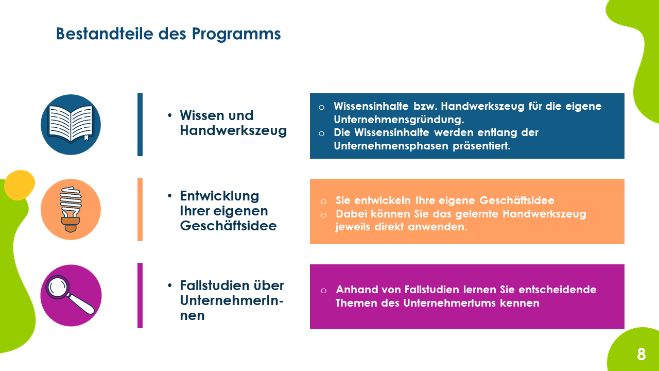 Bestandteile des Programms
• Wissen und
Handwerkszeug
o Wissensinhalte bzw. Handwerkszeug für die eigene
Unternehmensgründung.
o Die Wissensinhalte werden entlang der
Unternehmensphasen präsentiert.
• Entwicklung
Ihrer eigenen
Geschäftsidee
o Sie entwickeln Ihre eigene Geschäftsidee
o Dabei können Sie das gelernte Handwerkszeug
jeweils direkt anwenden.
• Fallstudien über
UnternehmerIn-
nen
o Anhand von Fallstudien lernen Sie entscheidende
Themen des Unternehmertums kennen
8